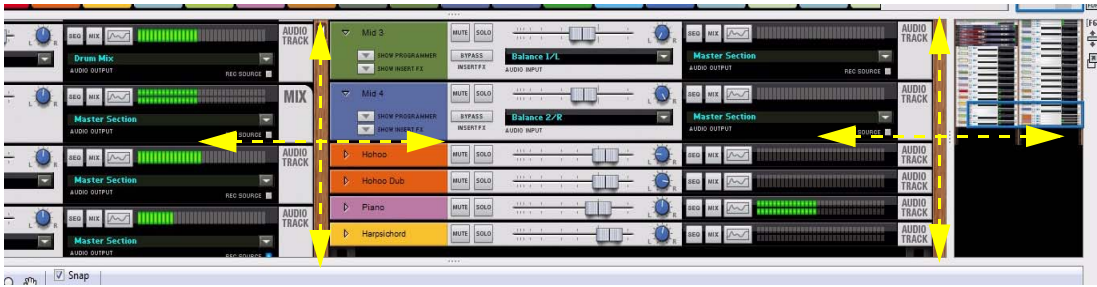 L R
SEQ MIX
AUDIO
TRACK
Drum Mix
AUDIO OUTPUT
REC SOURCE
L R
SEQ MIX
MIX
Master Section
AUDIO OUTPUT
SOURCE
L R
SEQ MIX
AUDIO
TRACK
Master Section
AUDIO OUTPUT
REC SOURCE
L R
SEQ MIX
AUDIO
TRACK
Master Section
AUDIO OUTPUT
REC SOURCE
Mid 3
MUTE SOLO
L R
SEQ MIX
AUDIO
TRACK
SHOW PROGRAMMER
BYPASS
Balance 1/L
Master Section
SHOW INSERT FX
INSERT FX
AUDIO INPUT
AUDIO OUTPUT
REC SOURCE
Mid 4
MUTE SOLO
L R
SEQ MIX
AUDIO
TRACK
SHOW PROGRAMMER
BYPASS
Balance 2/R
Master Section
SHOW INSERT FX
INSERT FX
AUDIO INPUT
AUDIO OUTPUT
SOURCE
Hohoo
MUTE SOLO
L R
SEQ MIX
AUDIO
TRACK
Hohoo Dub
MUTE SOLO
L R
SEQ MIX
AUDIO
TRACK
Piano
MUTE SOLO
L R
SEQ MIX
AUDIO
TRACK
Harpsichord
MUTE SOLO
L R
SEQ MIX
AUDIO
TRACK
Snap